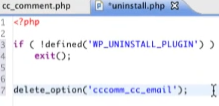 cc_comment.php *uninstall.php
1 <?php
2
3 if ( !defined('WP_UNINSTALL_PLUGIN') )
4 exit();
5
6
7 delete_option('cccomm_cc_email');